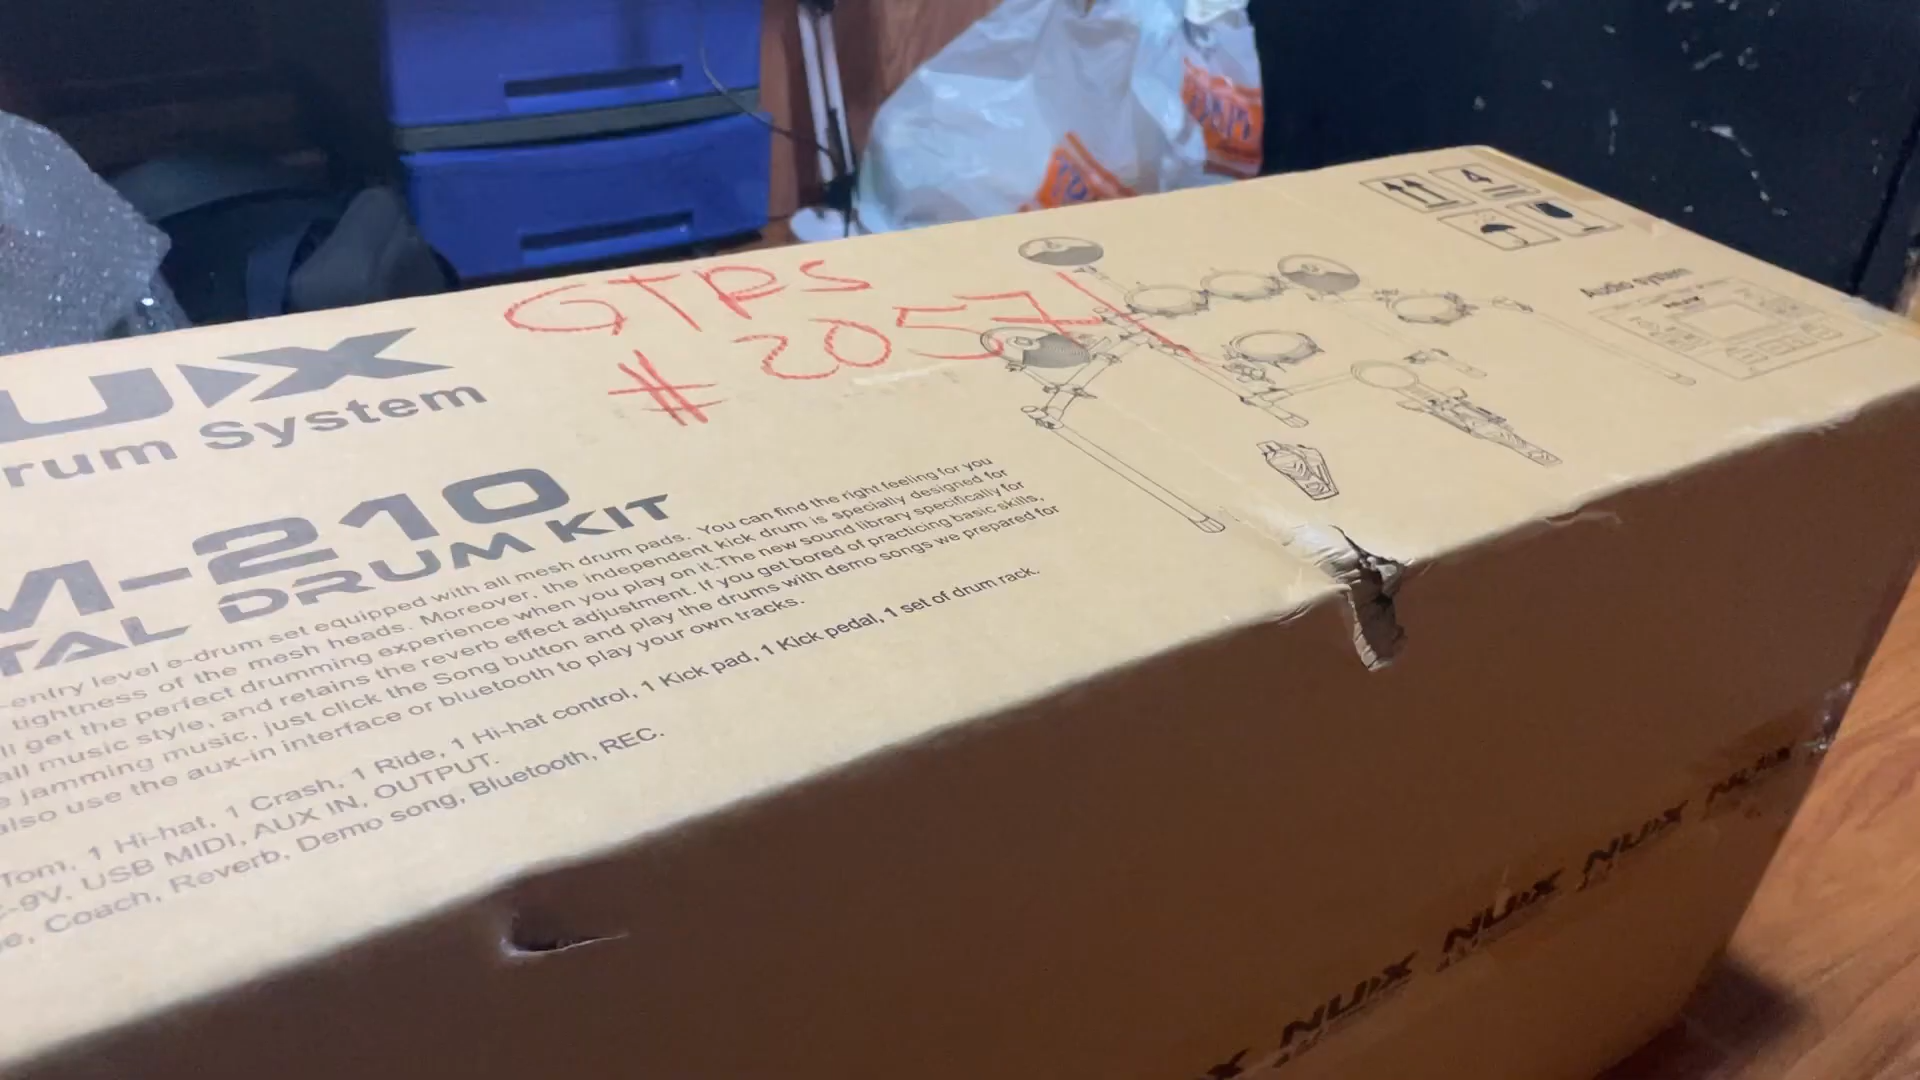 GTPS
# 20571
UX
rum System
M-210
TAL DRUM KIT
-entry level e-drum set equipped with all mesh drum pads. You can find the right feeling for you
tightness of the mesh heads. Moreover, the independent kick drum is specially designed for
ll get the perfect drumming experience when you play on it.The new sound library specifically for
all music style, and retains the reverb effect adjustment. If you get bored of practicing basic skills,
e jamming music, just click the Song button and play the drums with demo songs we prepared for
also use the aux-in interface or bluetooth to play your own tracks.
Tom, 1 Hi-hat, 1 Crash, 1 Ride, 1 Hi-hat control, 1 Kick pad, 1 Kick pedal, 1 set of drum rack.
-9V, USB MIDI, AUX IN, OUTPUT.
e, Coach, Reverb, Demo song, Bluetooth, REC.
4
Audio system
NUX
NUX
NUX
NUX
X